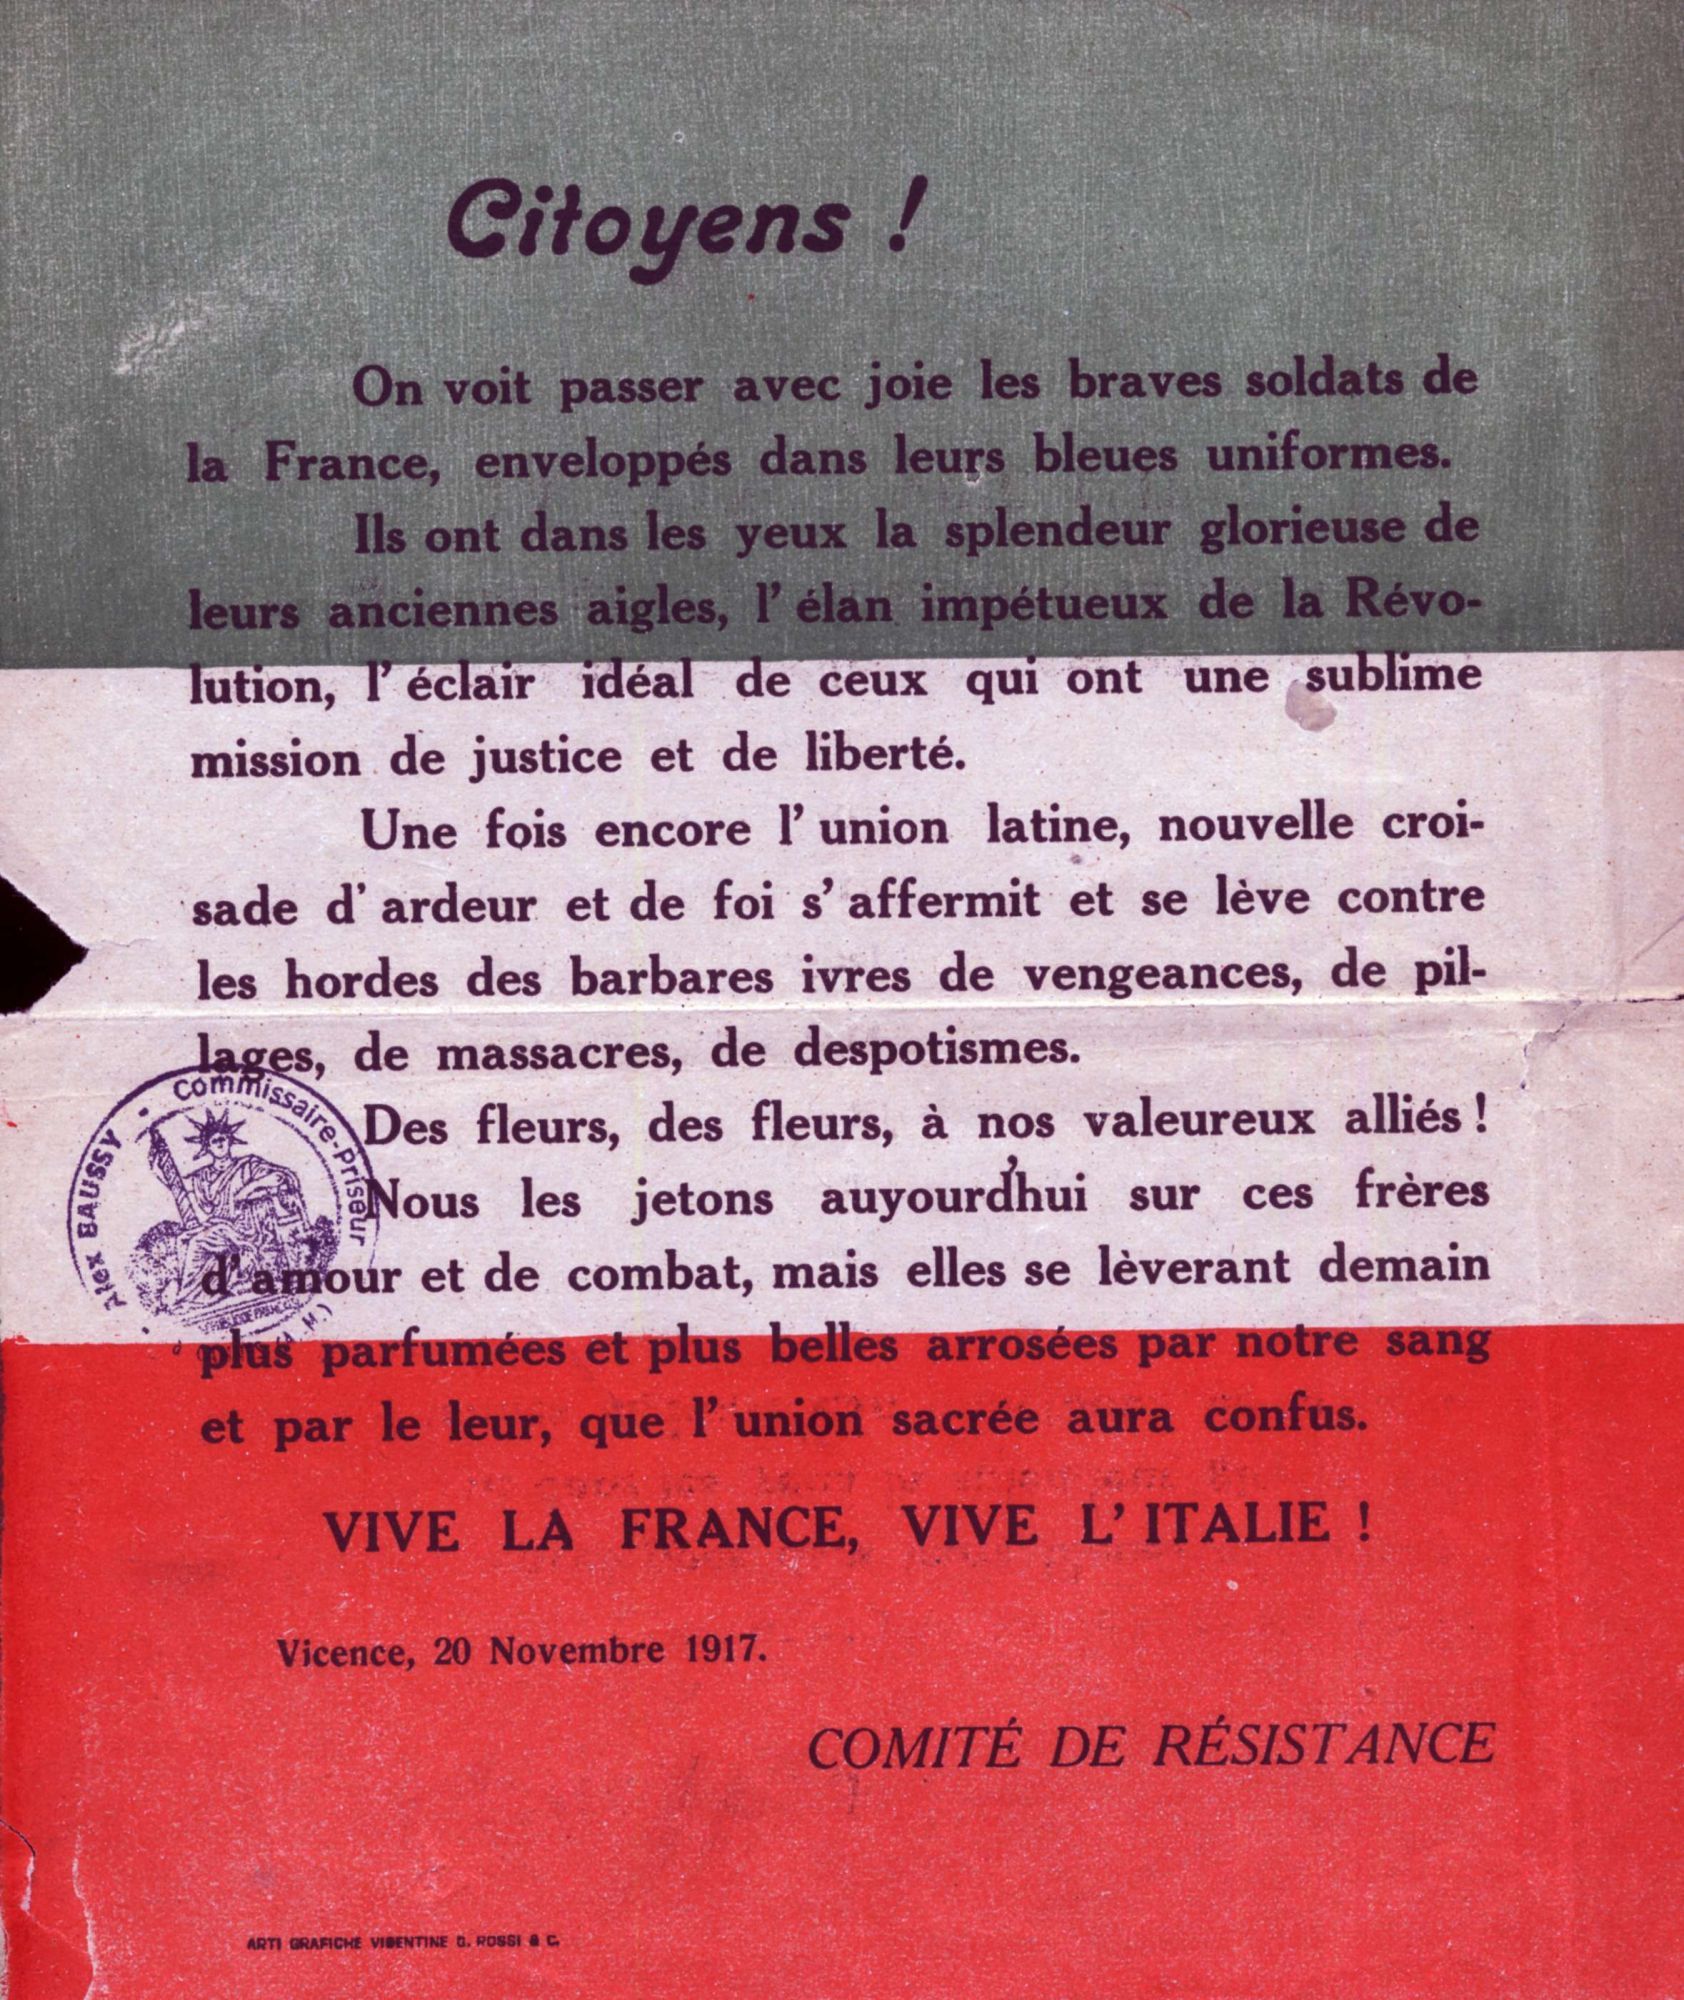 Citoyens !
On voit passer avec joie les braves soldats de
la France, enveloppés dans leurs bleues uniformes.
Ils ont dans les yeux la splendeur glorieuse de
leurs anciennes aigles, l' élan impétueux de la Révo-
lution, l' éclair idéal de ceux qui ont une sublime
mission de justice et de liberté.
Une fois encore l' union latine, nouvelle croi-
sade d' ardeur et de foi s' affermit et se lève contre
les hordes des barbares ivres de vengeances, de pil-
lages, de massacres, de despotismes.
Des fleurs, des fleurs, à nos valeureux alliés !
Nous les jetons auyourd'hui sur ces frères
d' amour et de combat, mais elles se lèverant demain
plus parfumées et plus belles arrosées par notre sang
et par le leur, que l' union sacrée aura confus.
VIVE LA FRANCE, VIVE L' ITALIE !
Vicence, 20 Novembre 1917.
COMITÉ DE RÉSISTANCE
ARTI GRAFICHE VICENTINE G. ROSSI & C.
Alex BAUSSY - Commissaire-Priseur